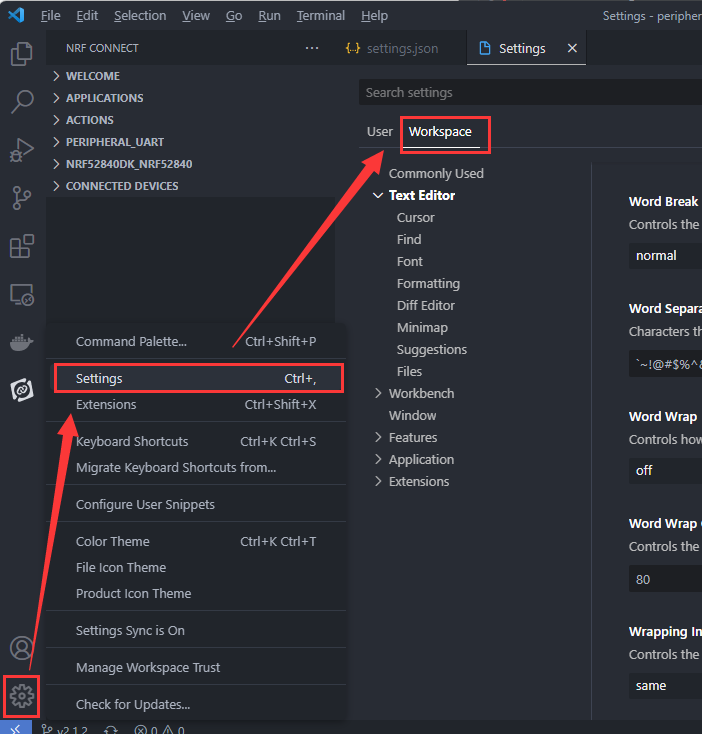 File Edit Selection View Go Run Terminal Help Settings - peripher
NRF CONNECT ··· {..} settings.json Settings
WELCOME
APPLICATIONS
ACTIONS
PERIPHERAL_UART
NRF52840DK_NRF52840
CONNECTED DEVICES
Search settings
User Workspace
Commonly Used
Text Editor
Cursor
Find
Font
Formatting
Diff Editor
Minimap
Suggestions
Files
Workbench
Window
Features
Application
Extensions
Word Break
Controls the
normal
Word Separa
Characters th
`~!@#$%^&
Word Wrap
Controls how
off
Word Wrap
Controls the
80
Wrapping In
Controls the
same
Command Palette... Ctrl+Shift+P
Settings Ctrl+,
Extensions Ctrl+Shift+X
Keyboard Shortcuts Ctrl+K Ctrl+S
Migrate Keyboard Shortcuts from...
Configure User Snippets
Color Theme Ctrl+K Ctrl+T
File Icon Theme
Product Icon Theme
Settings Sync is On
Manage Workspace Trust
Check for Updates...
v2.1.2 0 0